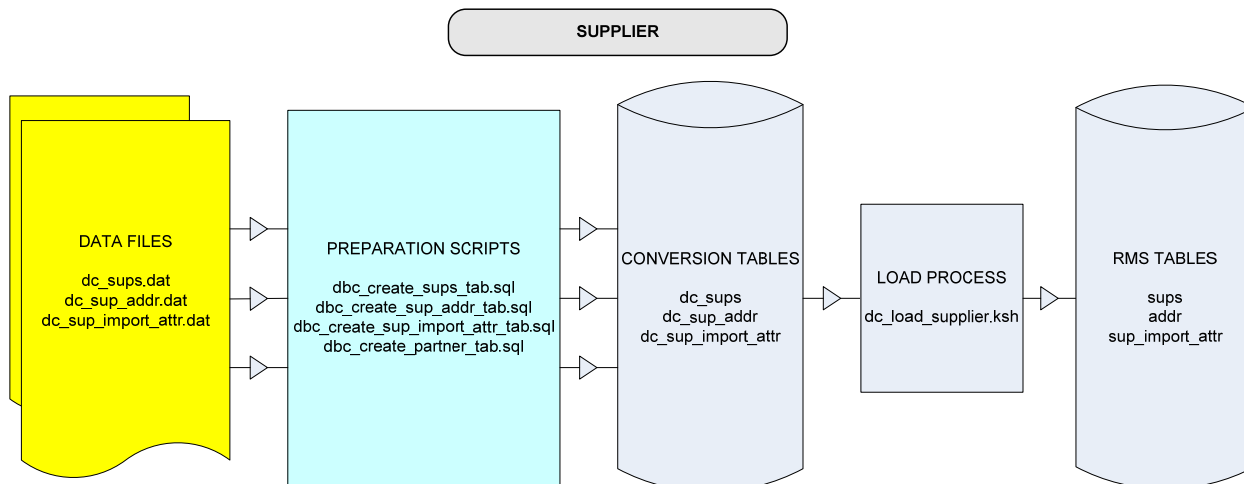 SUPPLIER
DATA FILES
dc_sups.dat
dc_sup_addr.dat
dc_sup_import_attr.dat
PREPARATION SCRIPTS
dbc_create_sups_tab.sql
dbc_create_sup_addr_tab.sql
dbc_create_sup_import_attr_tab.sql
dbc_create_partner_tab.sql
CONVERSION TABLES
dc_sups
dc_sup_addr
dc_sup_import_attr
LOAD PROCESS
dc_load_supplier.ksh
RMS TABLES
sups
addr
sup_import_attr